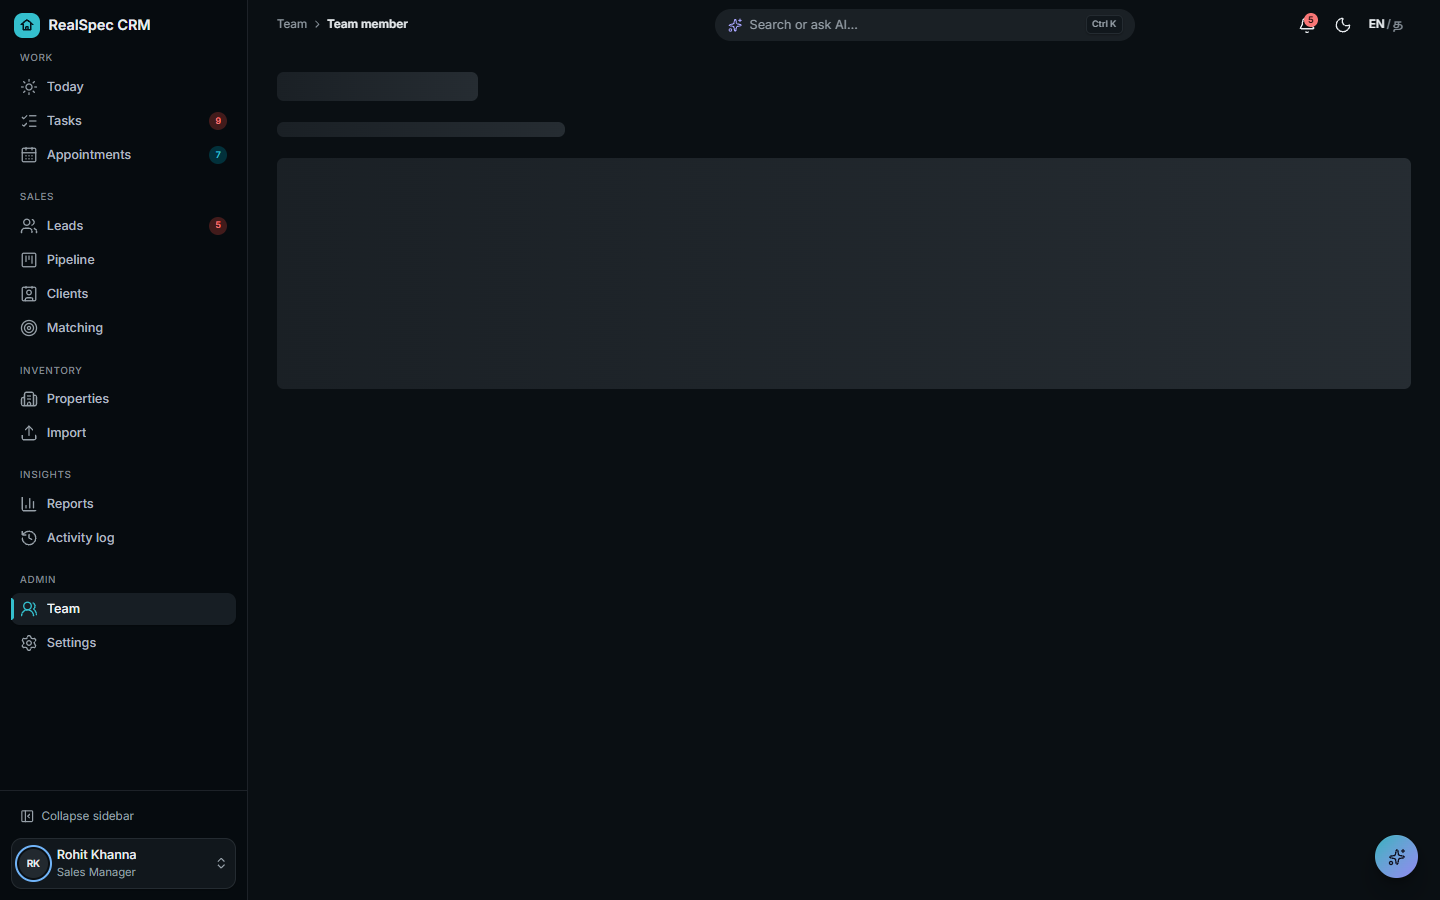 RealSpec CRM
Team > Team member
Search or ask AI...
Ctrl K
5
EN / த
WORK
Today
Tasks 9
Appointments 7
SALES
Leads 5
Pipeline
Clients
Matching
INVENTORY
Properties
Import
INSIGHTS
Reports
Activity log
ADMIN
Team
Settings
Collapse sidebar
RK
Rohit Khanna
Sales Manager